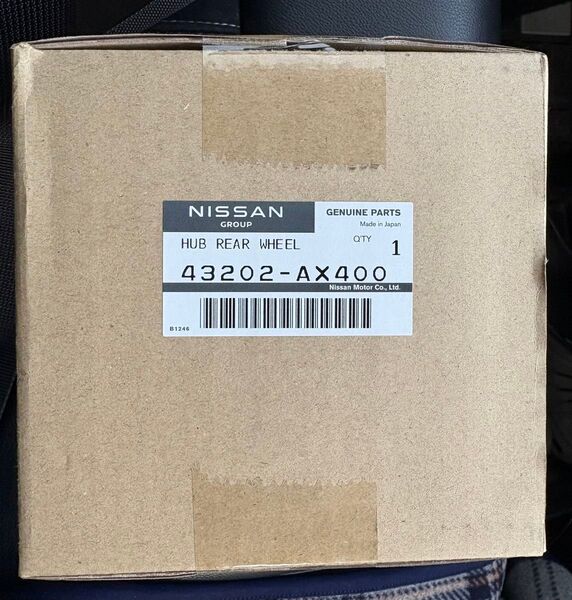 NISSAN
GROUP
GENUINE PARTS
Made in Japan
HUB REAR WHEEL
Q'TY 1
43202-AX400
Nissan Motor Co., Ltd.
B1246